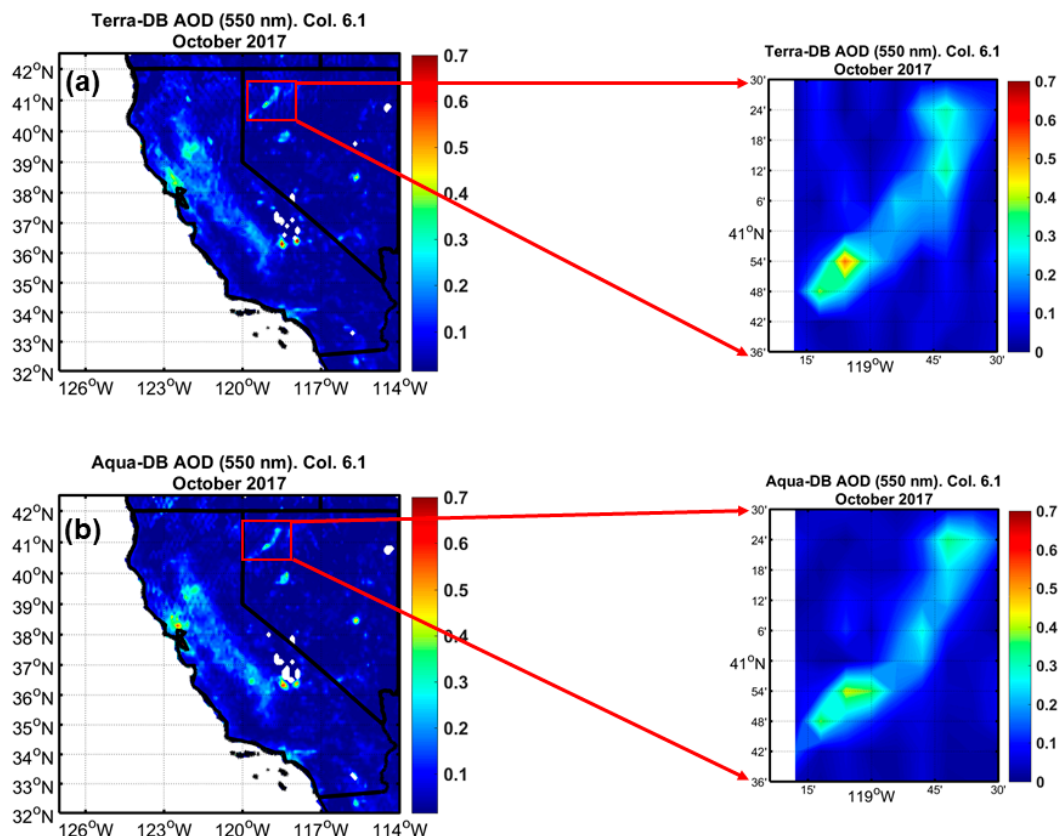 Terra-DB AOD (550 nm). Col. 6.1
October 2017
(a)
42°N
41°N
40°N
39°N
38°N
37°N
36°N
35°N
34°N
33°N
32°N
126°W 123°W 120°W 117°W 114°W
0.7
0.6
0.5
0.4
0.3
0.2
0.1
Terra-DB AOD (550 nm). Col. 6.1
October 2017
30'
24'
18'
12'
6'
41°N
54'
48'
42'
36'
15' 119°W 45' 30'
0.7
0.6
0.5
0.4
0.3
0.2
0.1
0
Aqua-DB AOD (550 nm). Col. 6.1
October 2017
(b)
42°N
41°N
40°N
39°N
38°N
37°N
36°N
35°N
34°N
33°N
32°N
126°W 123°W 120°W 117°W 114°W
0.7
0.6
0.5
0.4
0.3
0.2
0.1
Aqua-DB AOD (550 nm). Col. 6.1
October 2017
30'
24'
18'
12'
6'
41°N
54'
48'
42'
36'
15' 119°W 45' 30'
0.7
0.6
0.5
0.4
0.3
0.2
0.1
0